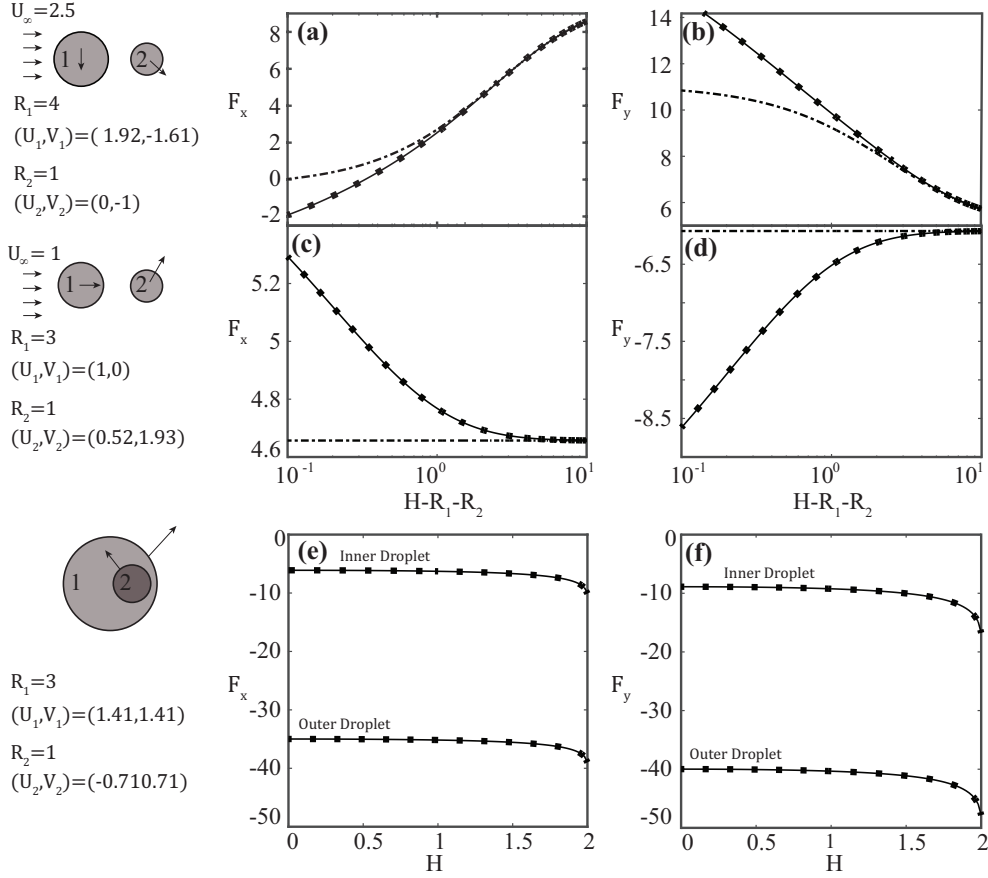 U∞=2.5
1
2
R₁=4
(U₁,V₁)=( 1.92,-1.61)
R₂=1
(U₂,V₂)=(0,-1)
(a)
Fₓ
8
6
4
2
0
-2
(b)
F_y
14
12
10
8
6
U∞= 1
1
2
R₁=3
(U₁,V₁)=(1,0)
R₂=1
(U₂,V₂)=(0.52,1.93)
(c)
Fₓ
5.2
5
4.8
4.6
10⁻¹ 10⁰ 10¹
H-R₁-R₂
(d)
F_y
-6.5
-7.5
-8.5
10⁻¹ 10⁰ 10¹
H-R₁-R₂
1
2
R₁=3
(U₁,V₁)=(1.41,1.41)
R₂=1
(U₂,V₂)=(-0.710.71)
(e)
Inner Droplet
Outer Droplet
Fₓ
0
-10
-20
-30
-40
-50
0 0.5 1 1.5 2
H
(f)
Inner Droplet
Outer Droplet
F_y
0
-10
-20
-30
-40
-50
0 0.5 1 1.5 2
H